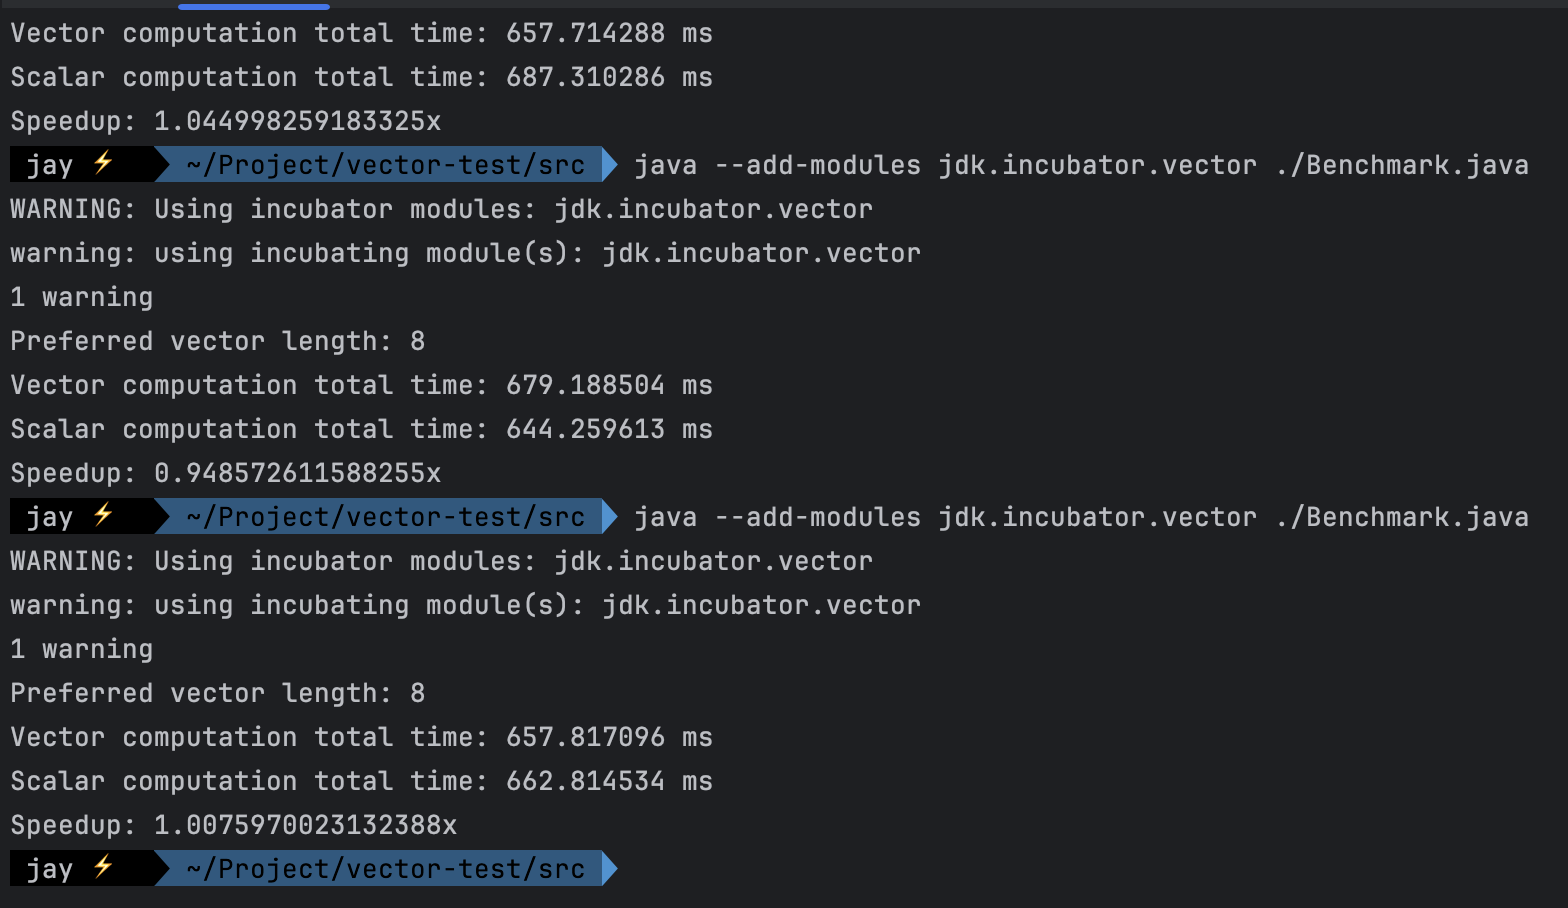 Vector computation total time: 657.714288 ms
Scalar computation total time: 687.310286 ms
Speedup: 1.044998259183325x
jay ⚡ ~/Project/vector-test/src java --add-modules jdk.incubator.vector ./Benchmark.java
WARNING: Using incubator modules: jdk.incubator.vector
warning: using incubating module(s): jdk.incubator.vector
1 warning
Preferred vector length: 8
Vector computation total time: 679.188504 ms
Scalar computation total time: 644.259613 ms
Speedup: 0.948572611588255x
jay ⚡ ~/Project/vector-test/src java --add-modules jdk.incubator.vector ./Benchmark.java
WARNING: Using incubator modules: jdk.incubator.vector
warning: using incubating module(s): jdk.incubator.vector
1 warning
Preferred vector length: 8
Vector computation total time: 657.817096 ms
Scalar computation total time: 662.814534 ms
Speedup: 1.0075970023132388x
jay ⚡ ~/Project/vector-test/src